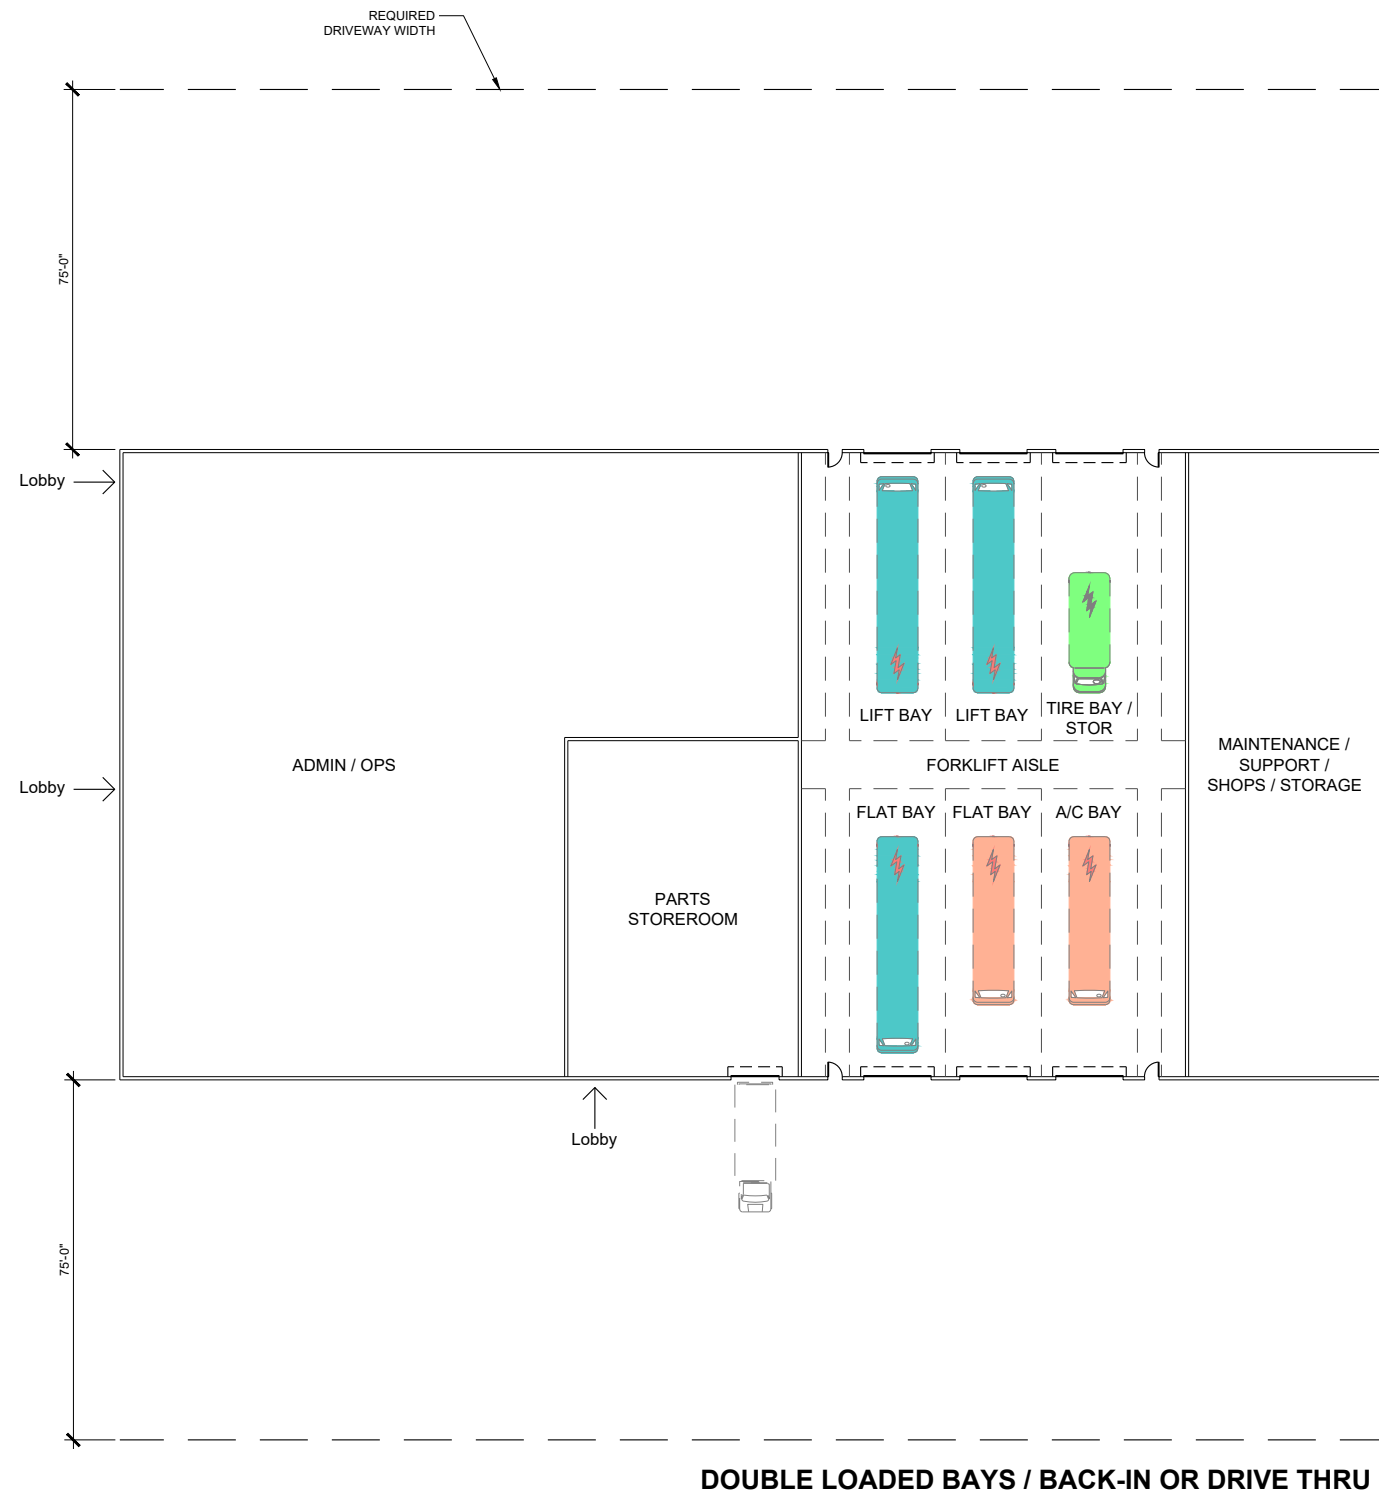 REQUIRED
DRIVEWAY WIDTH
75'-0"
Lobby
LIFT BAY
LIFT BAY
TIRE BAY /
STOR
ADMIN / OPS
FORKLIFT AISLE
MAINTENANCE /
SUPPORT /
SHOPS / STORAGE
Lobby
FLAT BAY
FLAT BAY
A/C BAY
PARTS
STOREROOM
Lobby
75'-0"
DOUBLE LOADED BAYS / BACK-IN OR DRIVE THRU